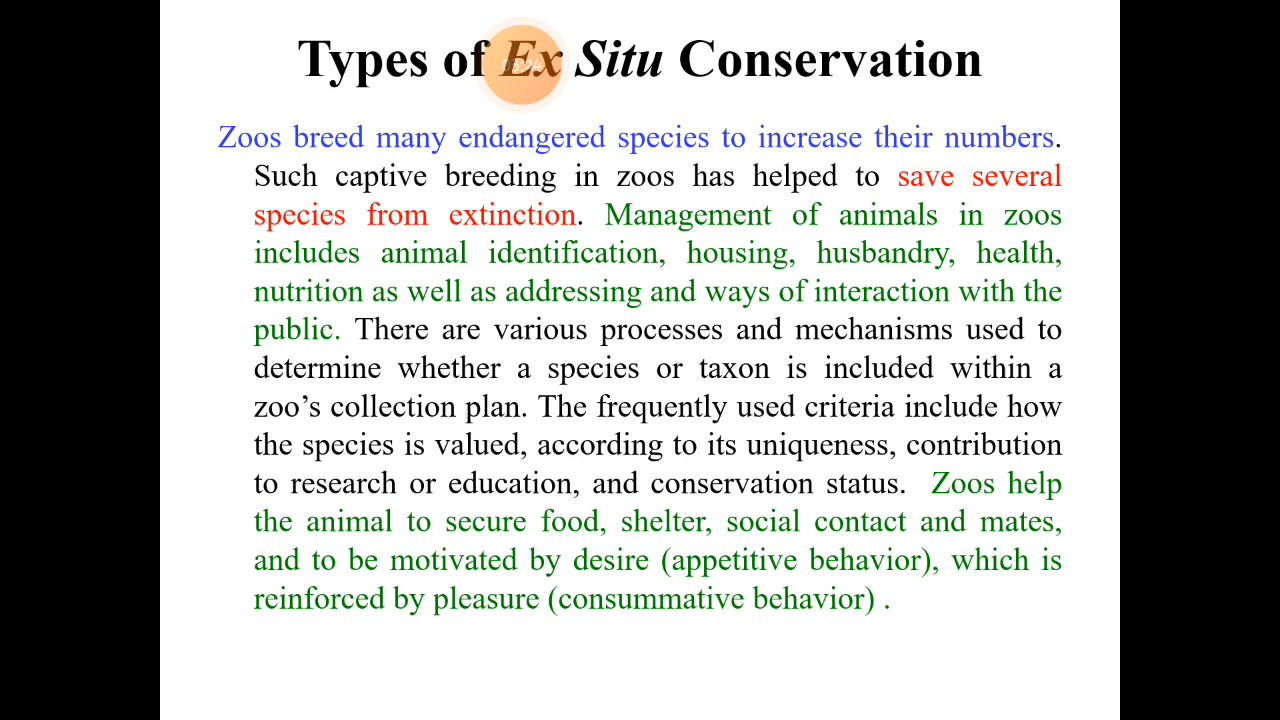 Types of Ex Situ Conservation
03:24
Zoos breed many endangered species to increase their numbers.
Such captive breeding in zoos has helped to save several
species from extinction. Management of animals in zoos
includes animal identification, housing, husbandry, health,
nutrition as well as addressing and ways of interaction with the
public. There are various processes and mechanisms used to
determine whether a species or taxon is included within a
zoo’s collection plan. The frequently used criteria include how
the species is valued, according to its uniqueness, contribution
to research or education, and conservation status. Zoos help
the animal to secure food, shelter, social contact and mates,
and to be motivated by desire (appetitive behavior), which is
reinforced by pleasure (consummative behavior) .